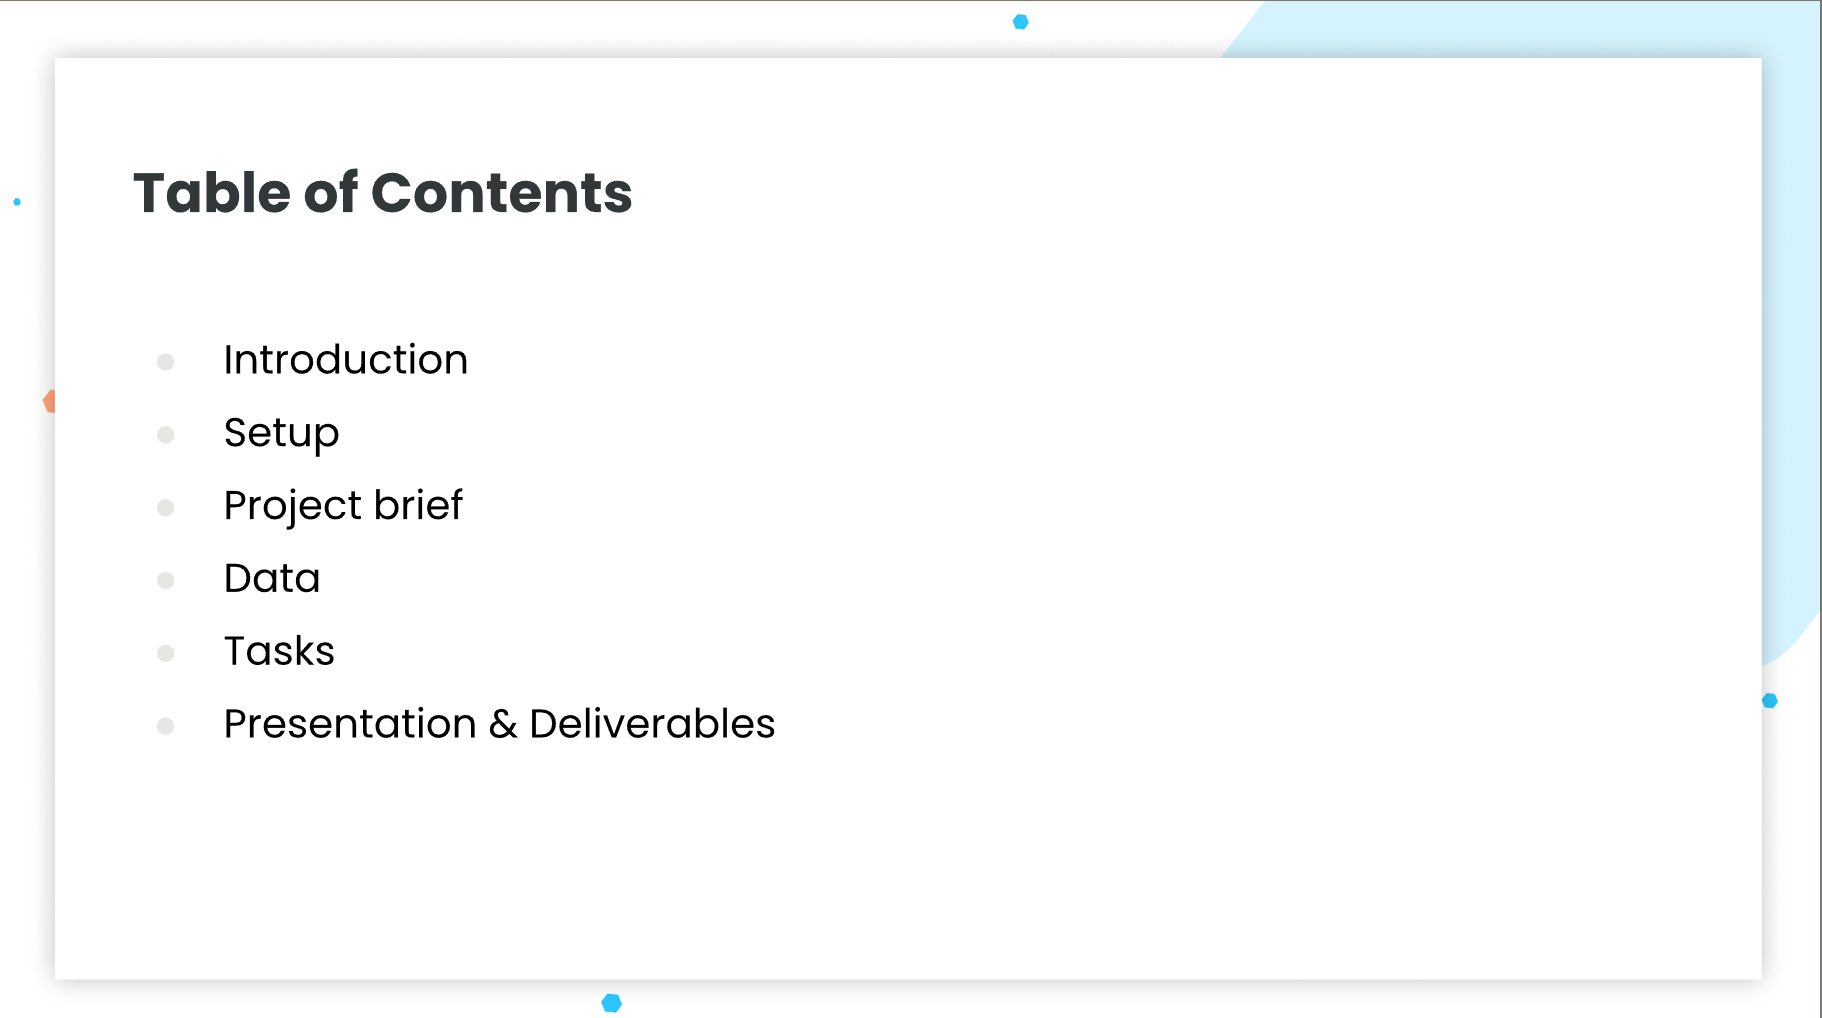 Table of Contents
Introduction
Setup
Project brief
Data
Tasks
Presentation & Deliverables